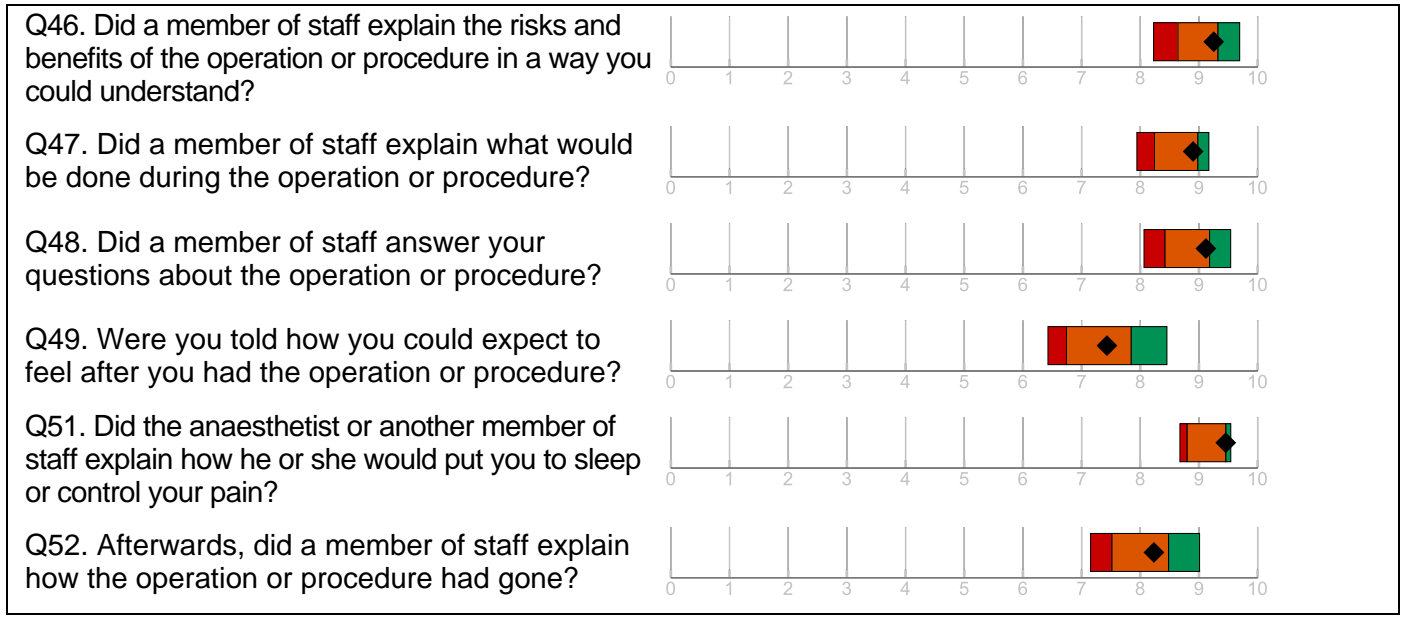 Q46. Did a member of staff explain the risks and
benefits of the operation or procedure in a way you
could understand?
0 1 2 3 4 5 6 7 8 9 10
Q47. Did a member of staff explain what would
be done during the operation or procedure?
0 1 2 3 4 5 6 7 8 9 10
Q48. Did a member of staff answer your
questions about the operation or procedure?
0 1 2 3 4 5 6 7 8 9 10
Q49. Were you told how you could expect to
feel after you had the operation or procedure?
0 1 2 3 4 5 6 7 8 9 10
Q51. Did the anaesthetist or another member of
staff explain how he or she would put you to sleep
or control your pain?
0 1 2 3 4 5 6 7 8 9 10
Q52. Afterwards, did a member of staff explain
how the operation or procedure had gone?
0 1 2 3 4 5 6 7 8 9 10